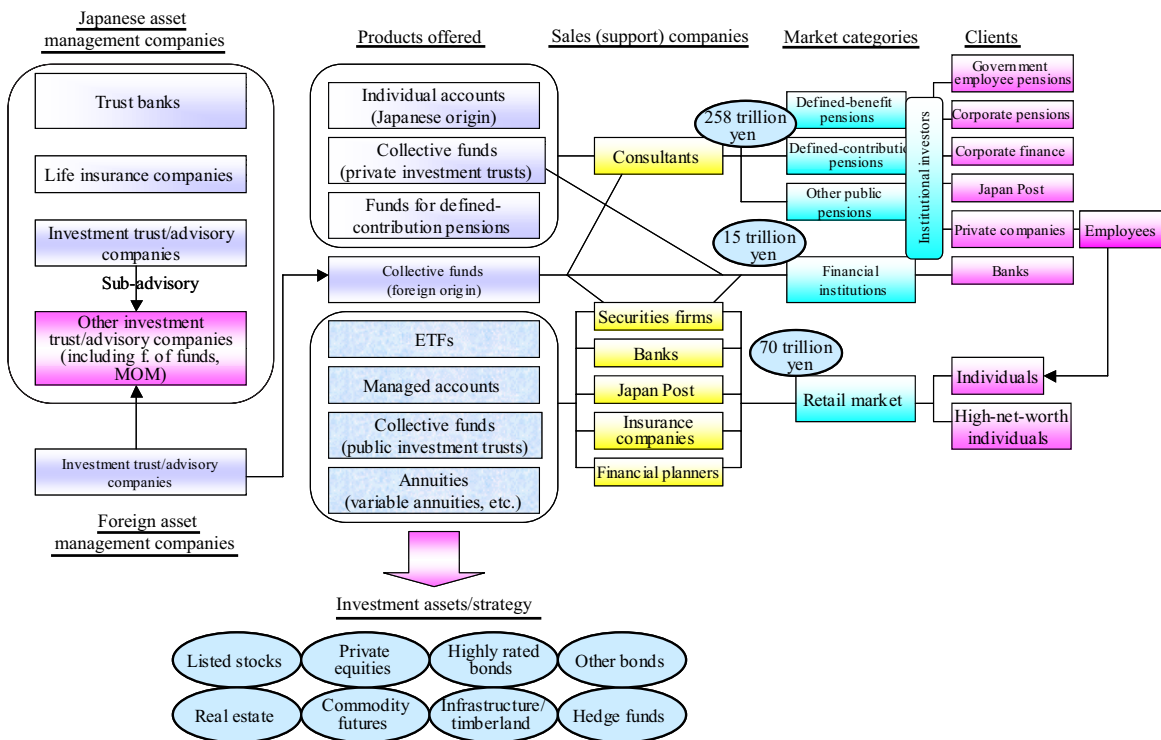 Japanese asset
management companies
Products offered
Sales (support) companies
Market categories
Clients
Trust banks
Life insurance companies
Investment trust/advisory
companies
Sub-advisory
Other investment
trust/advisory companies
(including f. of funds,
MOM)
Investment trust/advisory
companies
Foreign asset
management companies
Individual accounts
(Japanese origin)
Collective funds
(private investment trusts)
Funds for defined-
contribution pensions
Collective funds
(foreign origin)
ETFs
Managed accounts
Collective funds
(public investment trusts)
Annuities
(variable annuities, etc.)
Consultants
Securities firms
Banks
Japan Post
Insurance
companies
Financial planners
258 trillion
yen
15 trillion
yen
70 trillion
yen
Defined-benefit
pensions
Defined-contributio
pensions
Other public
pensions
Financial
institutions
Retail market
Institutional investors
Government
employee pensions
Corporate pensions
Corporate finance
Japan Post
Private companies
Employees
Banks
Individuals
High-net-worth
individuals
Investment assets/strategy
Listed stocks
Private
equities
Highly rated
bonds
Other bonds
Real estate
Commodity
futures
Infrastructure/
timberland
Hedge funds